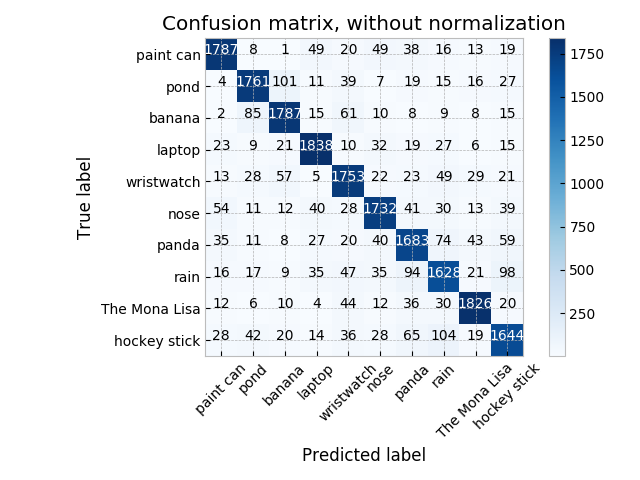 Confusion matrix, without normalization
paint can 1787 8 1 49 20 49 38 16 13 19
pond 4 1761 101 11 39 7 19 15 16 27
banana 2 85 1787 15 61 10 8 9 8 15
laptop 23 9 21 1838 10 32 19 27 6 15
wristwatch 13 28 57 5 1753 22 23 49 29 21
nose 54 11 12 40 28 1732 41 30 13 39
panda 35 11 8 27 20 40 1683 74 43 59
rain 16 17 9 35 47 35 94 1628 21 98
The Mona Lisa 12 6 10 4 44 12 36 30 1826 20
hockey stick 28 42 20 14 36 28 65 104 19 1644
paint can pond banana laptop wristwatch nose panda rain The Mona Lisa hockey stick
Predicted label
True label
1750
1500
1250
1000
750
500
250